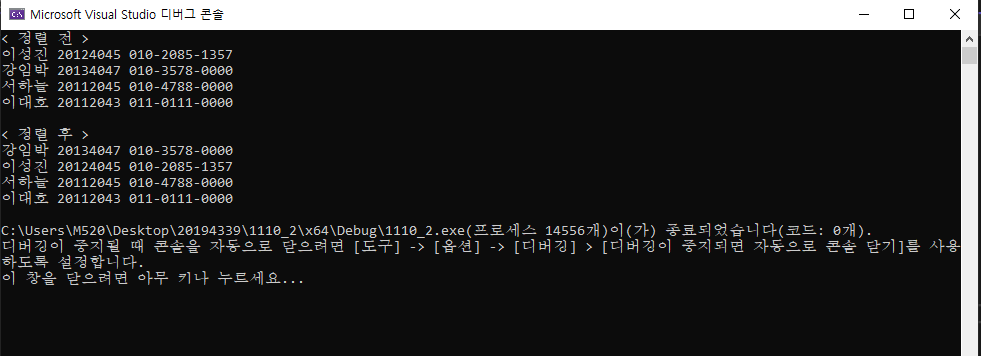 Microsoft Visual Studio 디버그 콘솔
< 정렬 전 >
이성진 20124045 010-2085-1357
강임박 20134047 010-3578-0000
서하늘 20112045 010-4788-0000
이대호 20112043 011-0111-0000
< 정렬 후 >
강임박 20134047 010-3578-0000
이성진 20124045 010-2085-1357
서하늘 20112045 010-4788-0000
이대호 20112043 011-0111-0000
C:\Users\M520\Desktop\20194339\1110_2\x64\Debug\1110_2.exe(프로세스 14556개)이(가) 종료되었습니다(코드: 0개).
디버깅이 중지될 때 콘솔을 자동으로 닫으려면 [도구] -> [옵션] -> [디버깅] > [디버깅이 중지되면 자동으로 콘솔 닫기]를 사용
하도록 설정합니다.
이 창을 닫으려면 아무 키나 누르세요...